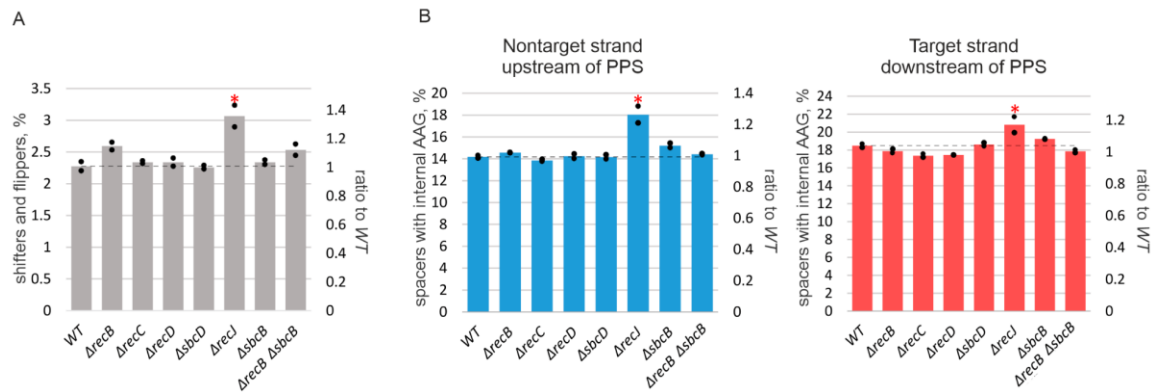 A
shifters and flippers, %
3.5
3
2.5
2
1.5
1
0.5
0
*
1.4
1.2
1
0.8
0.6
0.4
0.2
0
ratio to WT
WT
ΔrecB
ΔrecC
ΔrecD
ΔsbcD
ΔrecJ
ΔsbcB
ΔrecB ΔsbcB
B
Nontarget strand
upstream of PPS
spacers with internal AAG, %
20
18
16
14
12
10
8
6
4
2
0
*
1.4
1.2
1
0.8
0.6
0.4
0.2
0
ratio to WT
WT
ΔrecB
ΔrecC
ΔrecD
ΔsbcD
ΔrecJ
ΔsbcB
ΔrecB ΔsbcB
Target strand
downstream of PPS
spacers with internal AAG, %
24
22
20
18
16
14
12
10
8
6
4
2
0
*
1.2
1
0.8
0.6
0.4
0.2
0
ratio to WT
WT
ΔrecB
ΔrecC
ΔrecD
ΔsbcD
ΔrecJ
ΔsbcB
ΔrecB ΔsbcB